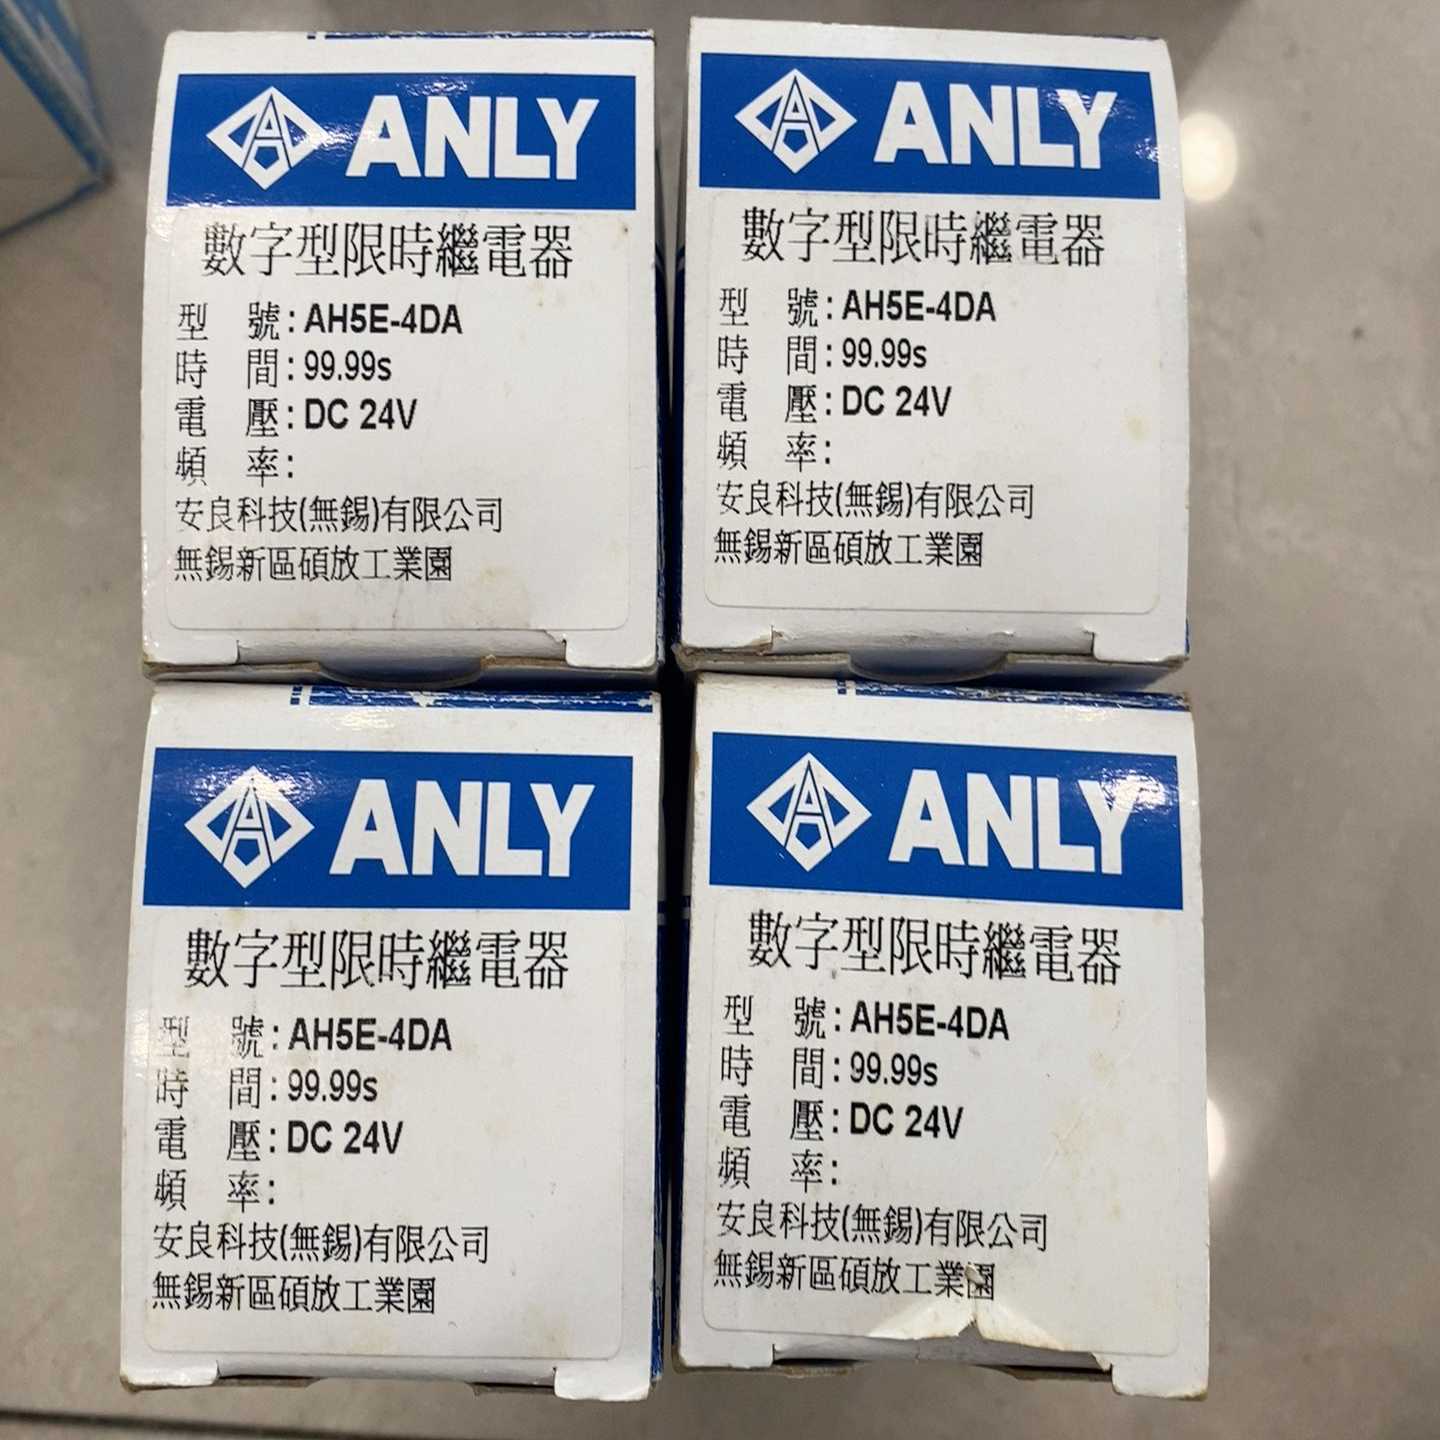 ANLY
數字型限時繼電器
型 號:AH5E-4DA
時 間:99.99s
電 壓:DC 24V
頻 率:
安良科技(無錫)有限公司
無錫新區碩放工業園
ANLY
數字型限時繼電器
型 號:AH5E-4DA
時 間:99.99s
電 壓:DC 24V
頻 率:
安良科技(無錫)有限公司
無錫新區碩放工業園
ANLY
數字型限時繼電器
型 號:AH5E-4DA
時 間:99.99s
電 壓:DC 24V
頻 率:
安良科技(無錫)有限公司
無錫新區碩放工業園
ANLY
數字型限時繼電器
型 號:AH5E-4DA
時 間:99.99s
電 壓:DC 24V
頻 率:
安良科技(無錫)有限公司
無錫新區碩放工業園